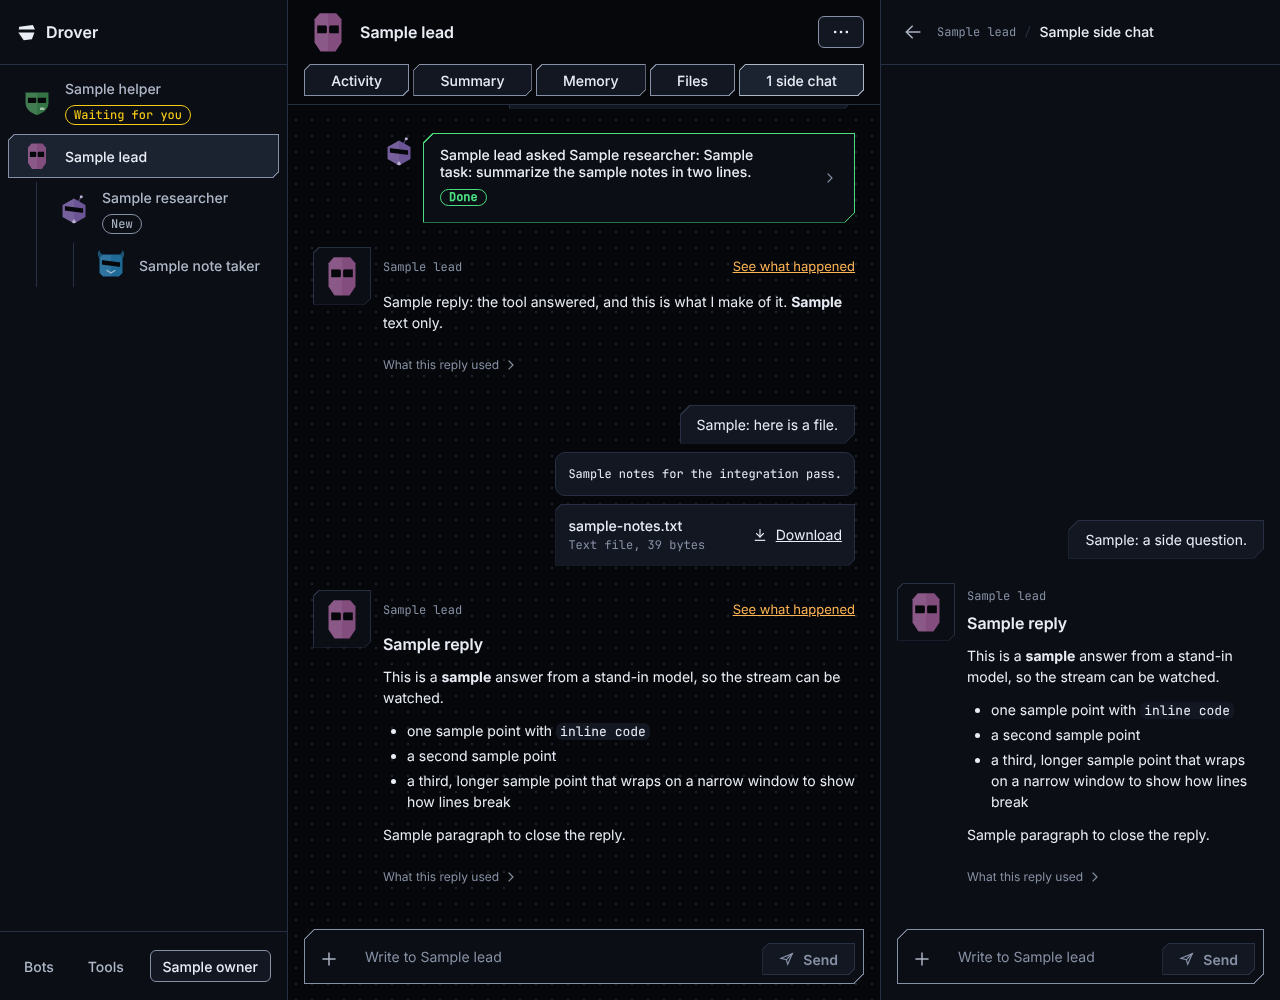 Drover
Sample helper
Waiting for you
Sample lead
Sample researcher
New
Sample note taker
Bots
Tools
Sample owner
Sample lead
...
Activity
Summary
Memory
Files
1 side chat
Sample lead asked Sample researcher: Sample
task: summarize the sample notes in two lines.
Done
Sample lead
See what happened
Sample reply: the tool answered, and this is what I make of it. Sample
text only.
What this reply used
Sample: here is a file.
Sample notes for the integration pass.
sample-notes.txt
Text file, 39 bytes
Download
Sample lead
See what happened
Sample reply
This is a sample answer from a stand-in model, so the stream can be
watched.
• one sample point with inline code
• a second sample point
• a third, longer sample point that wraps on a narrow window to show
how lines break
Sample paragraph to close the reply.
What this reply used
Write to Sample lead
Send
Sample lead / Sample side chat
Sample: a side question.
Sample lead
Sample reply
This is a sample answer from a stand-in
model, so the stream can be watched.
• one sample point with inline code
• a second sample point
• a third, longer sample point that wraps
on a narrow window to show how lines
break
Sample paragraph to close the reply.
What this reply used
Write to Sample lead
Send